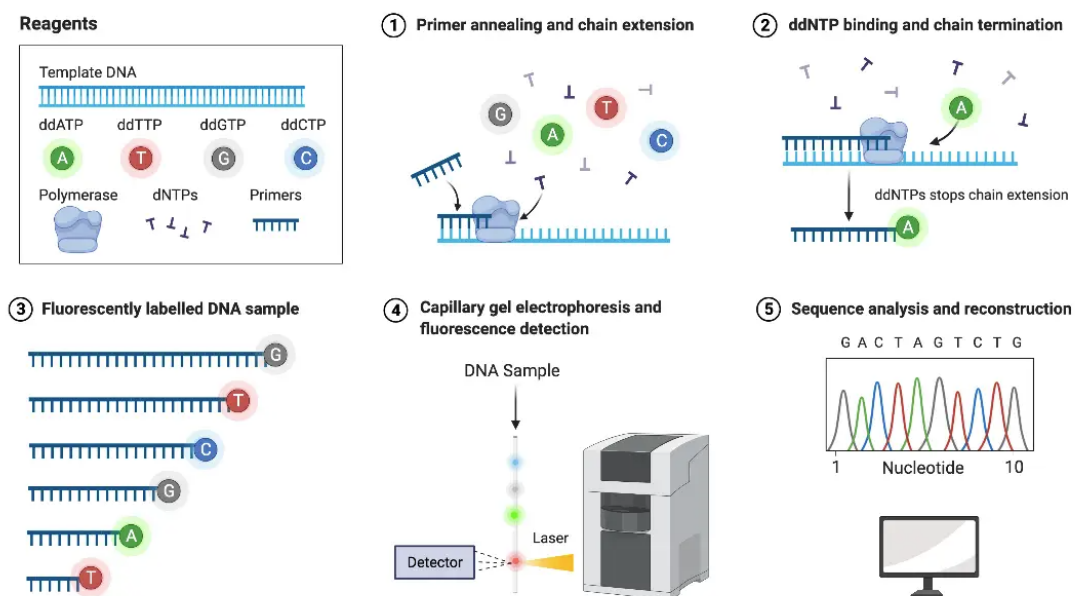 Reagents
Template DNA
ddATP ddTTP ddGTP ddCTP
A T G C
Polymerase dNTPs Primers
1 Primer annealing and chain extension
G A T C
2 ddNTP binding and chain termination
A
ddNTPs stops chain extension
A
3 Fluorescently labelled DNA sample
G
T
C
G
A
T
4 Capillary gel electrophoresis and
fluorescence detection
DNA Sample
Laser
Detector
5 Sequence analysis and reconstruction
G A C T A G T C T G
1 Nucleotide 10